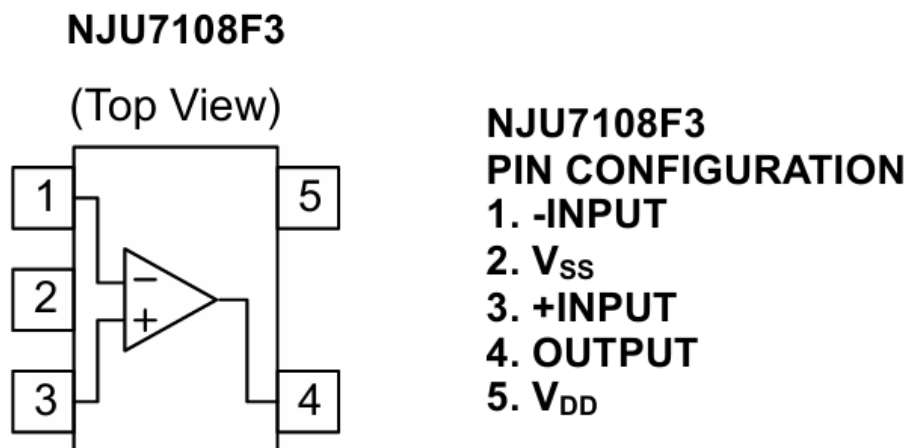 NJU7108F3
(Top View)
1
5
2
3
4
−
+
NJU7108F3
PIN CONFIGURATION
1. -INPUT
2. VSS
3. +INPUT
4. OUTPUT
5. VDD